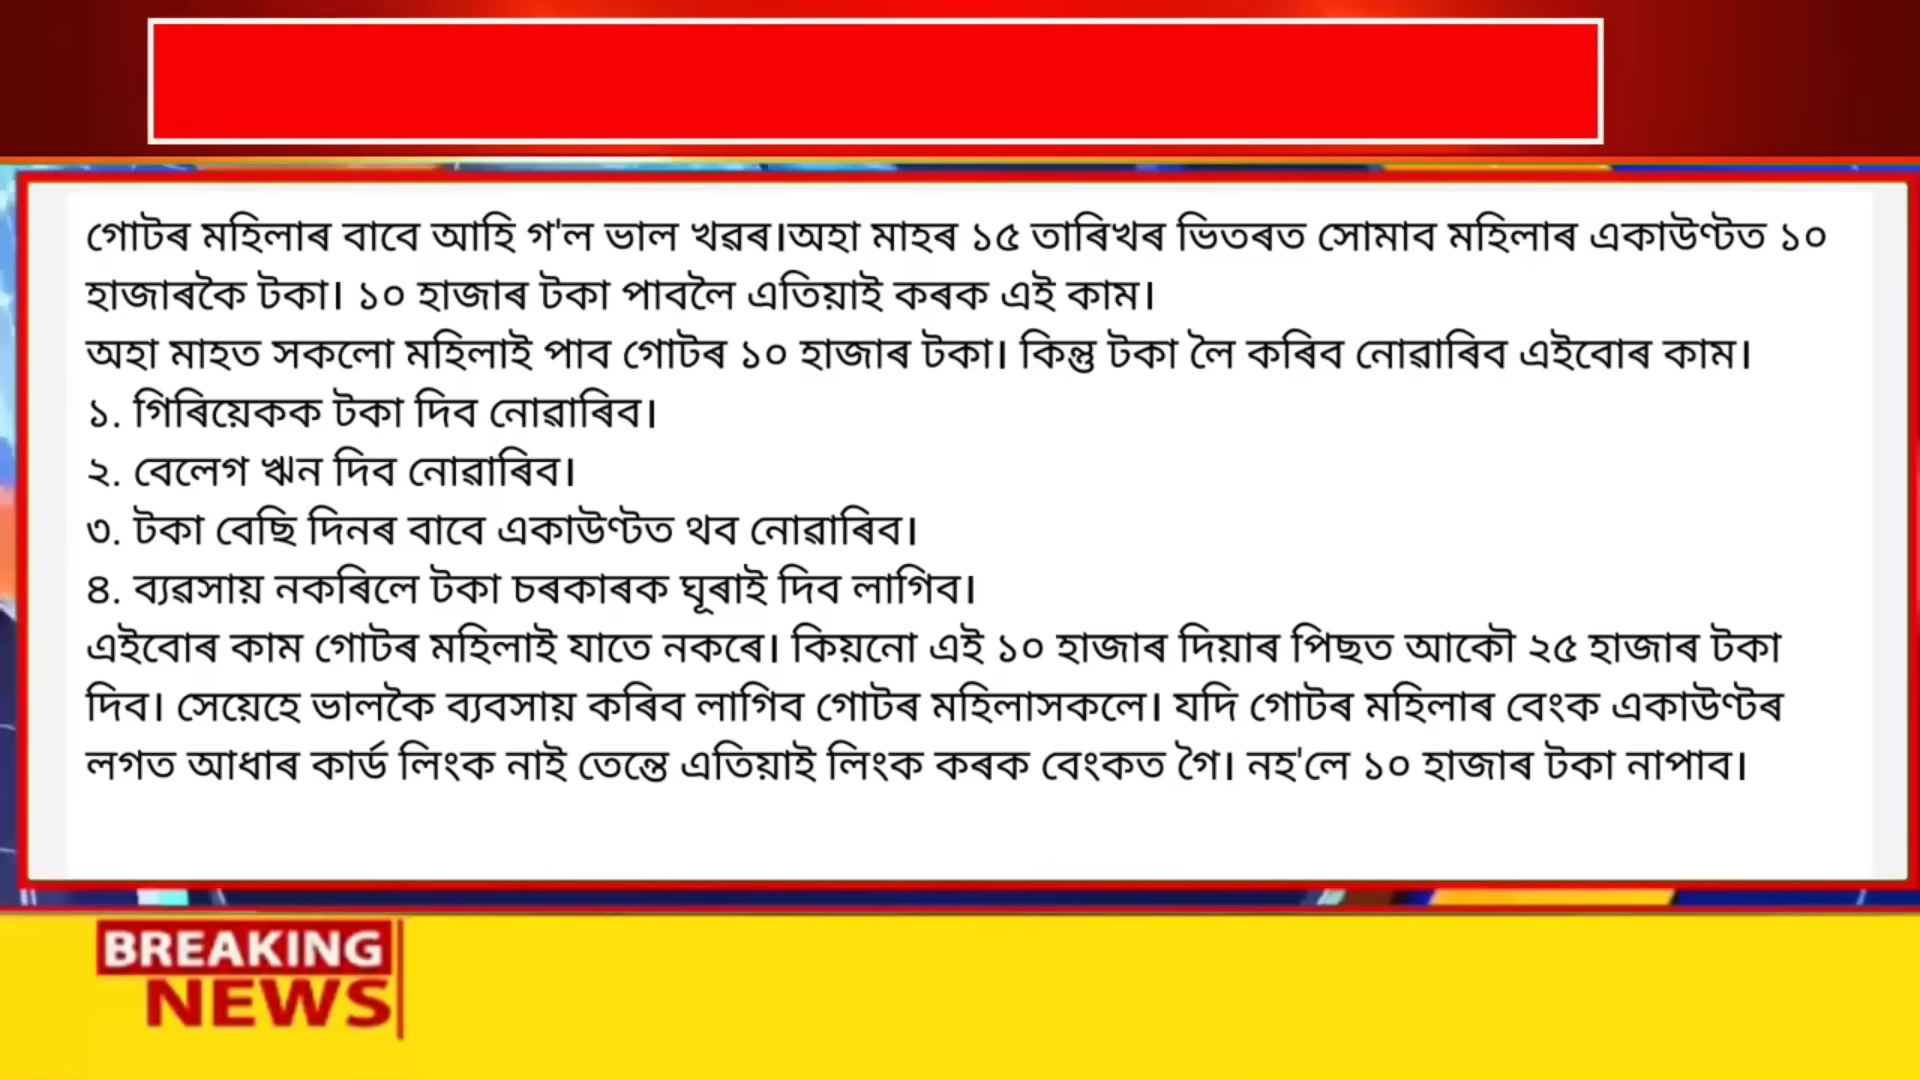 গোটৰ মহিলাৰ বাবে আহি গ'ল ভাল খৱৰ।অহা মাহৰ ১৫ তাৰিখৰ ভিতৰত সোমাব মহিলাৰ একাউণ্টত ১০
হাজাৰকৈ টকা। ১০ হাজাৰ টকা পাবলৈ এতিয়াই কৰক এই কাম।
অহা মাহত সকলো মহিলাই পাব গোটৰ ১০ হাজাৰ টকা। কিন্তু টকা লৈ কৰিব নোৱাৰিব এইবোৰ কাম।
১. গিৰিয়েকক টকা দিব নোৱাৰিব।
২. বেলেগ ঋন দিব নোৱাৰিব।
৩. টকা বেছি দিনৰ বাবে একাউণ্টত থব নোৱাৰিব।
৪. ব্যৱসায় নকৰিলে টকা চৰকাৰক ঘূৰাই দিব লাগিব।
এইবোৰ কাম গোটৰ মহিলাই যাতে নকৰে। কিয়নো এই ১০ হাজাৰ দিয়াৰ পিছত আকৌ ২৫ হাজাৰ টকা
দিব। সেয়েহে ভালকৈ ব্যবসায় কৰিব লাগিব গোটৰ মহিলাসকলে। যদি গোটৰ মহিলাৰ বেংক একাউণ্টৰ
লগত আধাৰ কাৰ্ড লিংক নাই তেন্তে এতিয়াই লিংক কৰক বেংকত গৈ। নহ'লে ১০ হাজাৰ টকা নাপাব।
BREAKING
NEWS